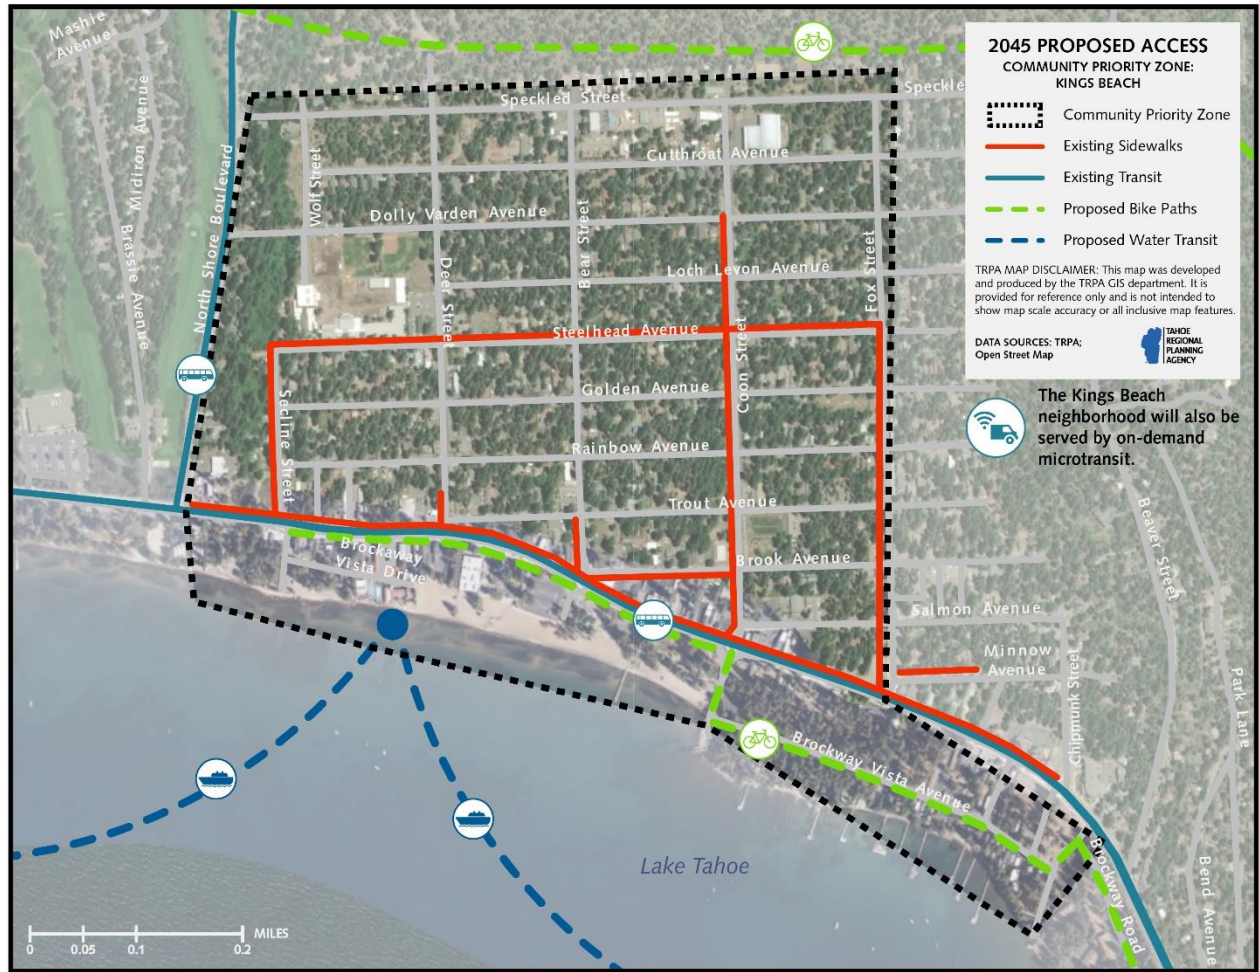 Mashie
Avenue
Midiron Avenue
Brassie Avenue
North Shore Boulevard
Speckled Street
Speckle
Cutthroat Avenue
Wolf Street
Dolly Varden Avenue
Bear Street
Deer Street
Loch Levon Avenue
Fox Street
Steelhead Avenue
Coon Street
Golden Avenue
Secline Street
Rainbow Avenue
Trout Avenue
Brockaway
Vista Drive
Brook Avenue
Salmon Avenue
Minnow
Avenue
Chipmunk Street
Beaver Street
Park Lane
Brockway Vista Avenue
Brockway Road
Bend Avenue
Lake Tahoe
2045 PROPOSED ACCESS
COMMUNITY PRIORITY ZONE:
KINGS BEACH
Community Priority Zone
Existing Sidewalks
Existing Transit
Proposed Bike Paths
Proposed Water Transit
TRPA MAP DISCLAIMER: This map was developed
and produced by the TRPA GIS department. It is
provided for reference only and is not intended to
show map scale accuracy or all inclusive map features.
DATA SOURCES: TRPA;
Open Street Map
TAHOE
REGIONAL
PLANNING
AGENCY
The Kings Beach
neighborhood will also be
served by on-demand
microtransit.
MILES
0 0.05 0.1 0.2